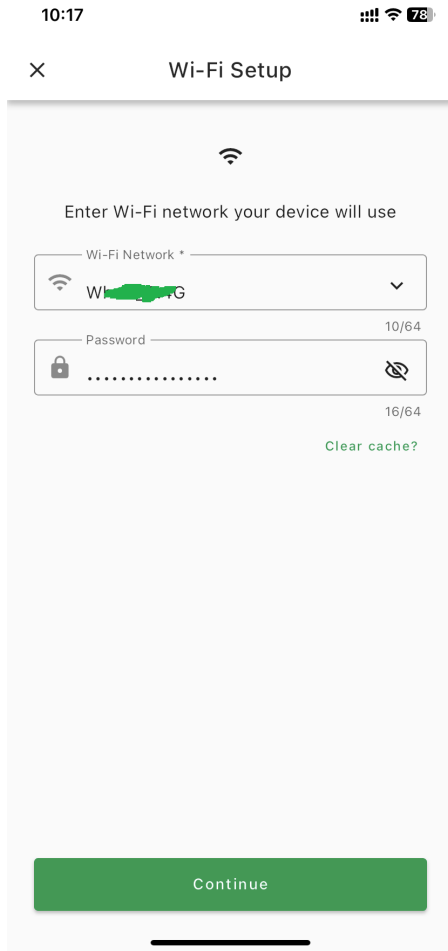 10:17
78
Wi-Fi Setup
Enter Wi-Fi network your device will use
Wi-Fi Network *
10/64
Password
................
16/64
Clear cache?
Continue